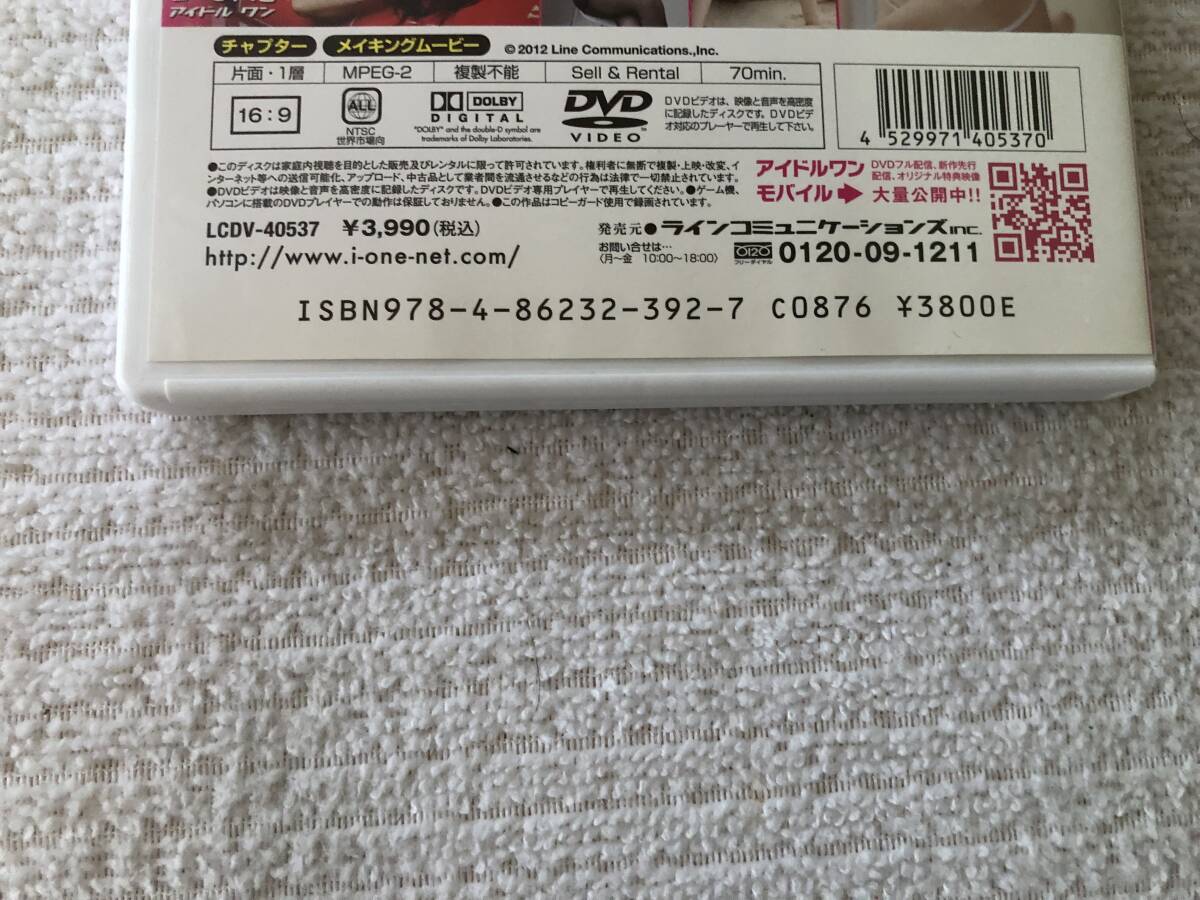 アイドル ワン
チャプター メイキングムービー © 2012 Line Communications.,Inc.
片面・1層 MPEG-2 複製不能 Sell & Rental 70min.
16:9
ALL
NTSC
世界市場向
DOLBY
DIGITAL
"DOLBY" and the double-D symbol are
trademarks of Dolby Laboratories.
DVD
VIDEO
DVDビデオは、映像と音声を高密度
に記録したディスクです。DVDビデ
オ対応のプレーヤーで再生して下さい。
4 529971 405370
●このディスクは家庭内視聴を目的とした販売及びレンタルに限って許可されています。権利者に無断で複製・上映・改変、イ
ンターネット等への送信可能化、アップロード、中古品として業者間を流通させるなどの行為は法律で一切禁止されています。
●DVDビデオは映像と音声を高密度に記録したディスクです。DVDビデオ専用プレイヤーで再生してください。●ゲーム機、
パソコンに搭載のDVDプレイヤーでの動作は保証しておりません。●この作品はコピーガード使用で録画されています。
アイドルワン
モバイル
DVDフル配信、新作先行
配信、オリジナル特典映像
大量公開中!!
LCDV-40537 ¥3,990(税込)
http://www.i-one-net.com/
発売元●ラインコミュニケーションズinc.
お問い合せは…
〈月〜金 10:00〜18:00〉
フリーダイヤル
0120-09-1211
ISBN978-4-86232-392-7 C0876 ¥3800E